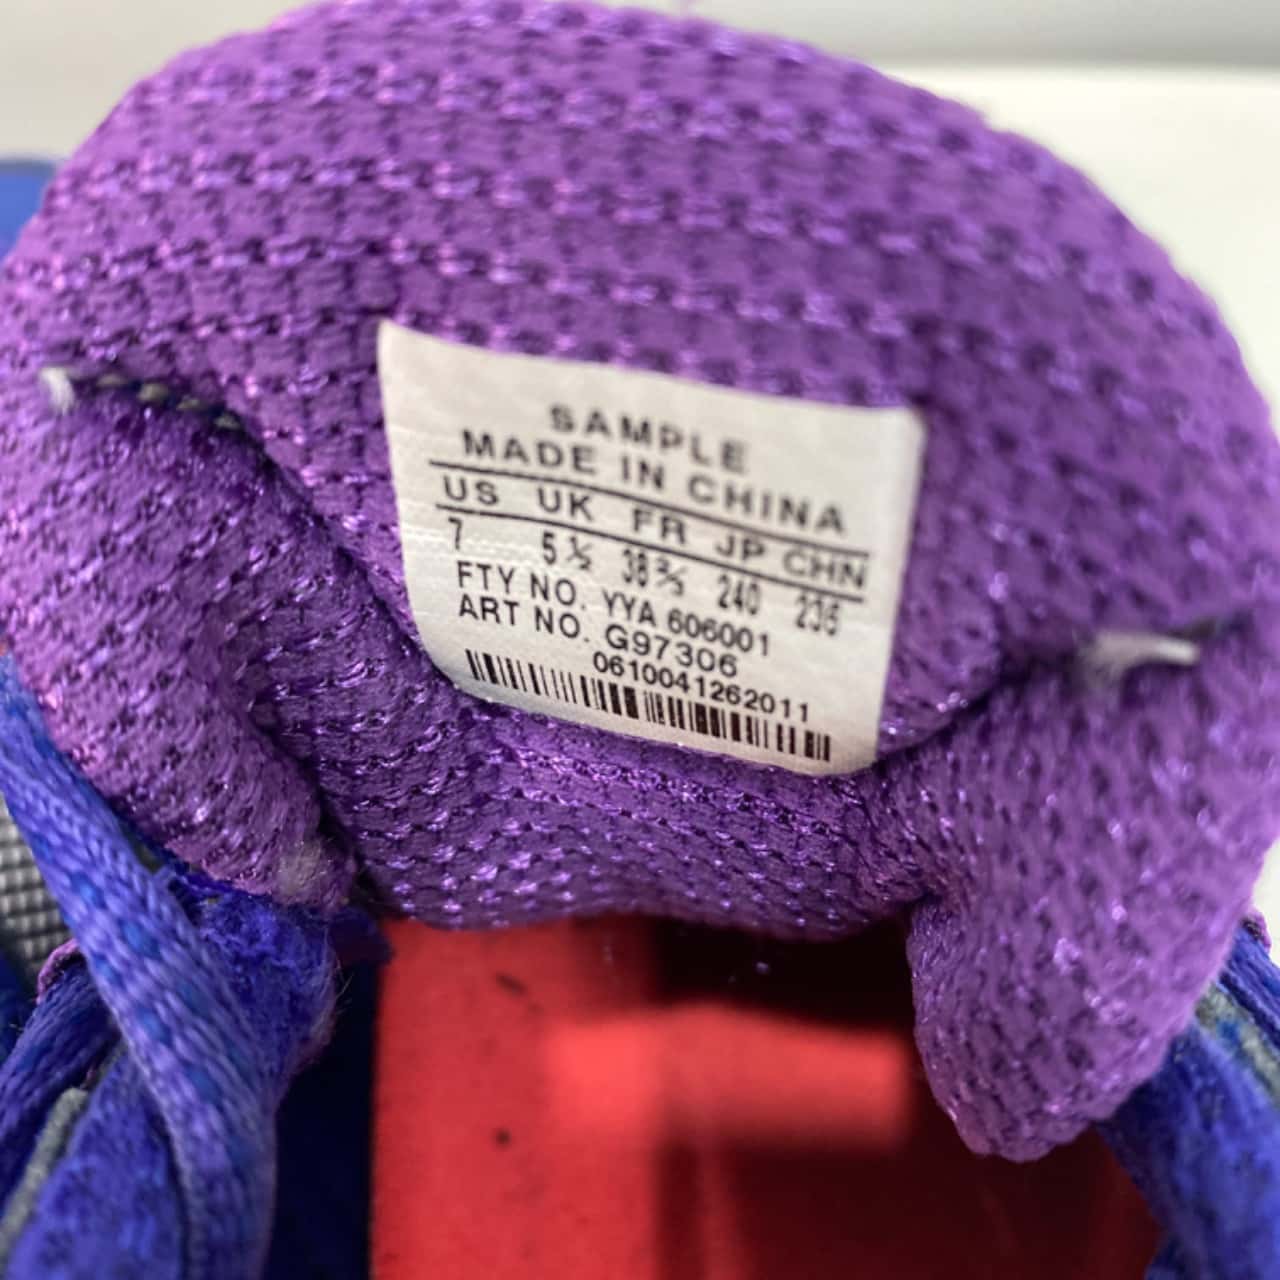 SAMPLE
MADE IN CHINA
US UK FR JP CHN
7 5½ 38⅔ 240 235
FTY NO. YYA 606001
ART NO. G97306
0610041262011